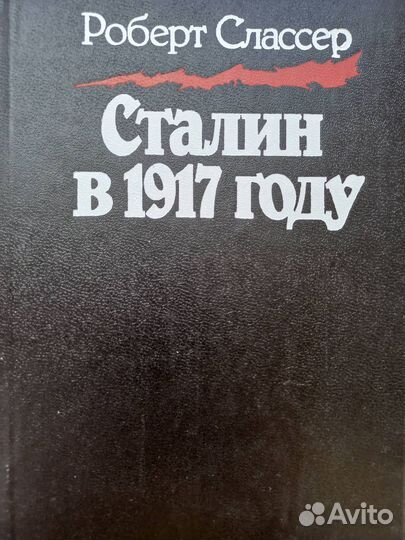 Роберт Слассер
Сталин
в 1917 году
Avito